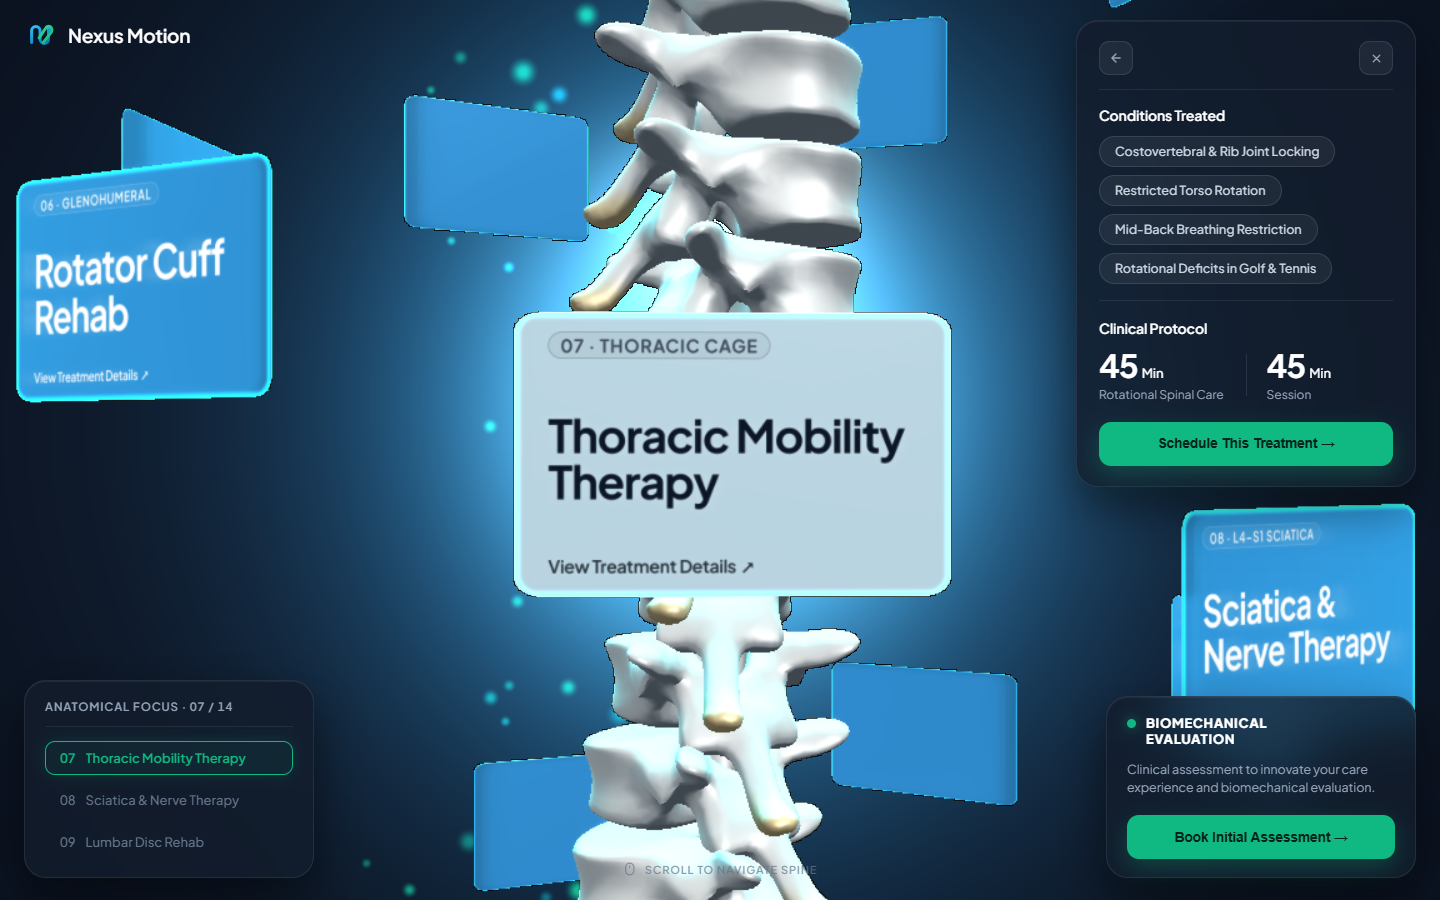 Nexus Motion
06 · GLENOHUMERAL
Rotator Cuff
Rehab
View Treatment Details ↗
07 · THORACIC CAGE
Thoracic Mobility
Therapy
View Treatment Details ↗
Conditions Treated
Costovertebral & Rib Joint Locking
Restricted Torso Rotation
Mid-Back Breathing Restriction
Rotational Deficits in Golf & Tennis
Clinical Protocol
45 Min
Rotational Spinal Care
45 Min
Session
Schedule This Treatment →
08 · L4-S1 SCIATICA
Sciatica &
Nerve Therapy
ANATOMICAL FOCUS · 07 / 14
07 Thoracic Mobility Therapy
08 Sciatica & Nerve Therapy
09 Lumbar Disc Rehab
SCROLL TO NAVIGATE SPINE
BIOMECHANICAL
EVALUATION
Clinical assessment to innovate your care
experience and biomechanical evaluation.
Book Initial Assessment →